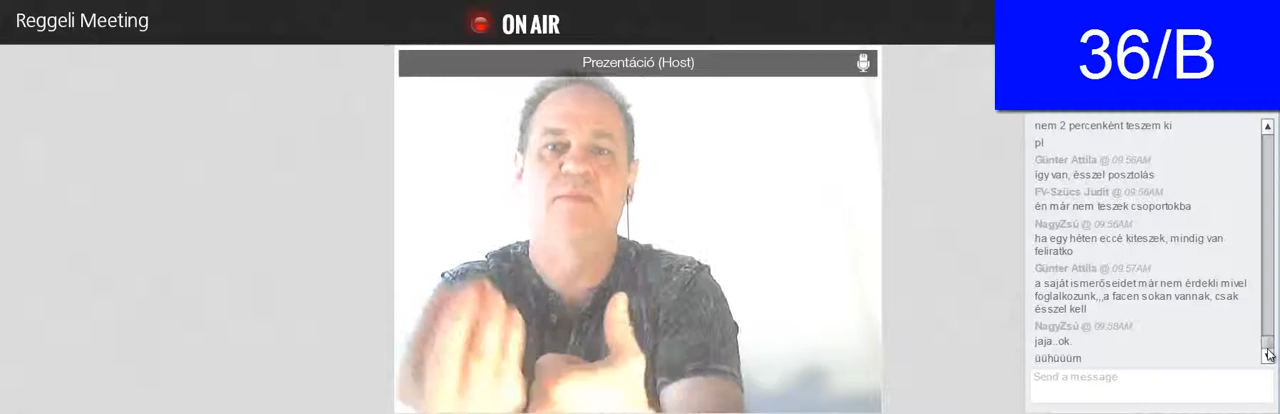 Reggeli Meeting
ON AIR
36/B
Prezentáció (Host)
nem 2 percenként teszem ki
pl
Günter Attila @ 09:56AM
így van, ésszel posztolás
FV-Szücs Judit @ 09:56AM
én már nem teszek csoportokba
NagyZsú @ 09:56AM
ha egy héten eccé kiteszek, mindig van
feliratko
Günter Attila @ 09:57AM
a saját ismerőseidet már nem érdekli mivel
foglalkozunk,,,a facen sokan vannak, csak
ésszel kell
NagyZsú @ 09:58AM
jaja..ok.
üühüüüm
Send a message